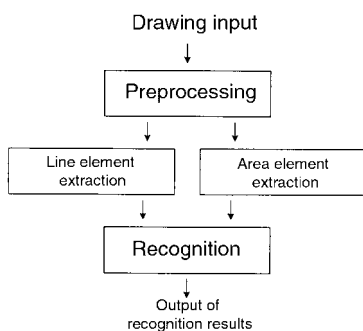 Drawing input
Preprocessing
Line element
extraction
Area element
extraction
Recognition
Output of
recognition results